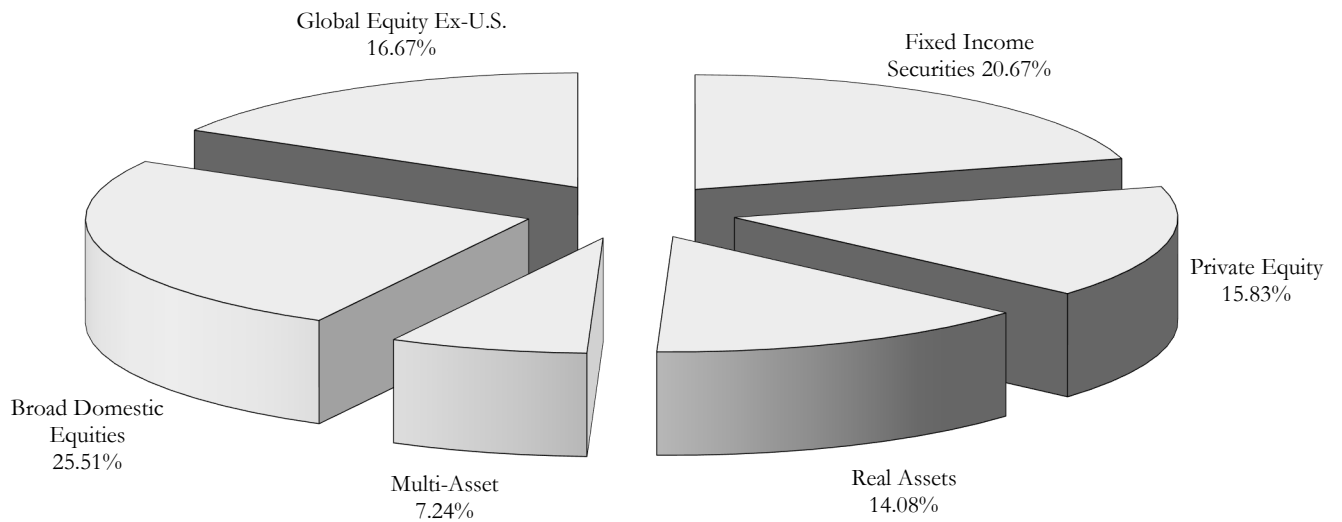 Global Equity Ex-U.S.
16.67%
Fixed Income
Securities 20.67%
Private Equity
15.83%
Broad Domestic
Equities
25.51%
Multi-Asset
7.24%
Real Assets
14.08%